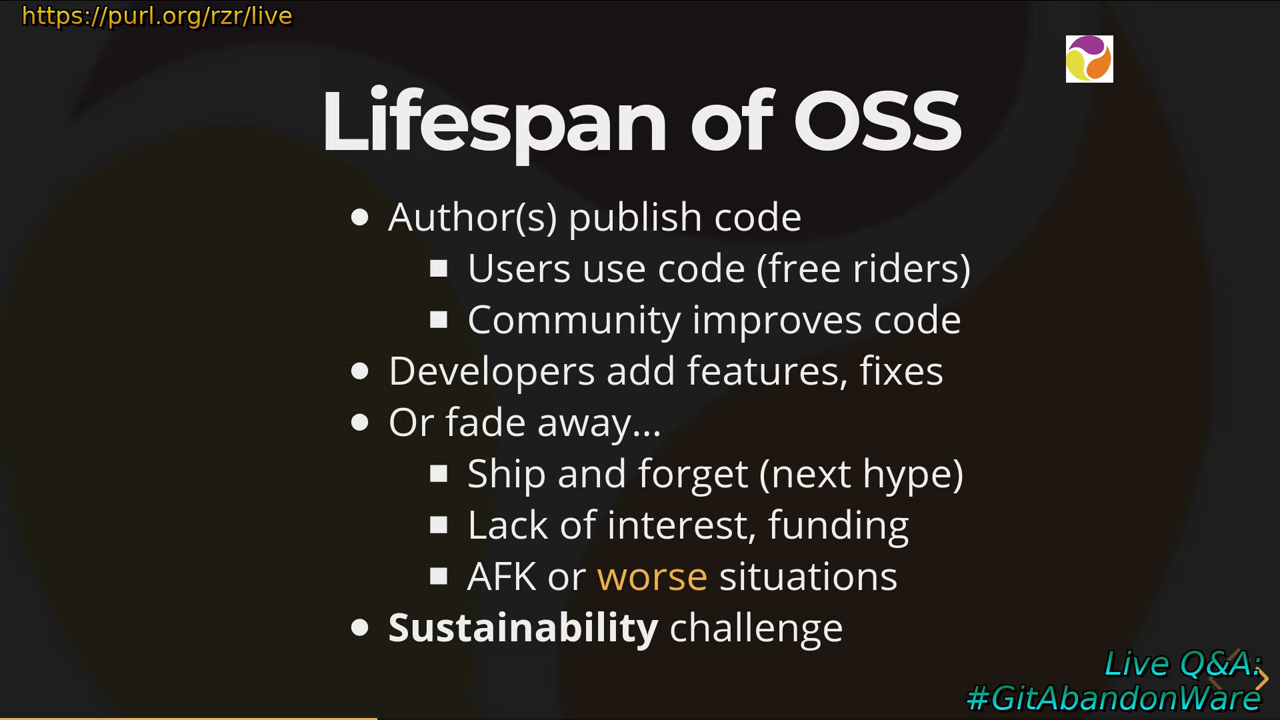 https://purl.org/rzr/live
Lifespan of OSS
Author(s) publish code
Users use code (free riders)
Community improves code
Developers add features, fixes
Or fade away...
Ship and forget (next hype)
Lack of interest, funding
AFK or worse situations
Sustainability challenge
Live Q&A:
#GitAbandonWare